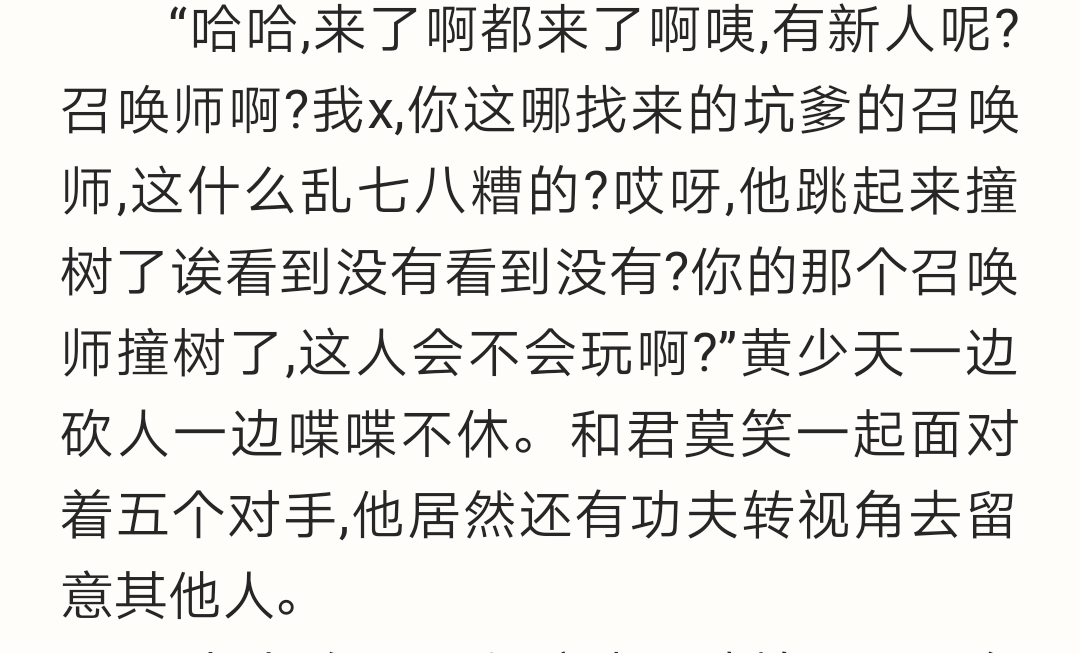 “哈哈,来了啊都来了啊咦,有新人呢?
召唤师啊?我x,你这哪找来的坑爹的召唤
师,这什么乱七八糟的?哎呀,他跳起来撞
树了诶看到没有看到没有?你的那个召唤
师撞树了,这人会不会玩啊?”黄少天一边
砍人一边喋喋不休。和君莫笑一起面对
着五个对手,他居然还有功夫转视角去留
意其他人。